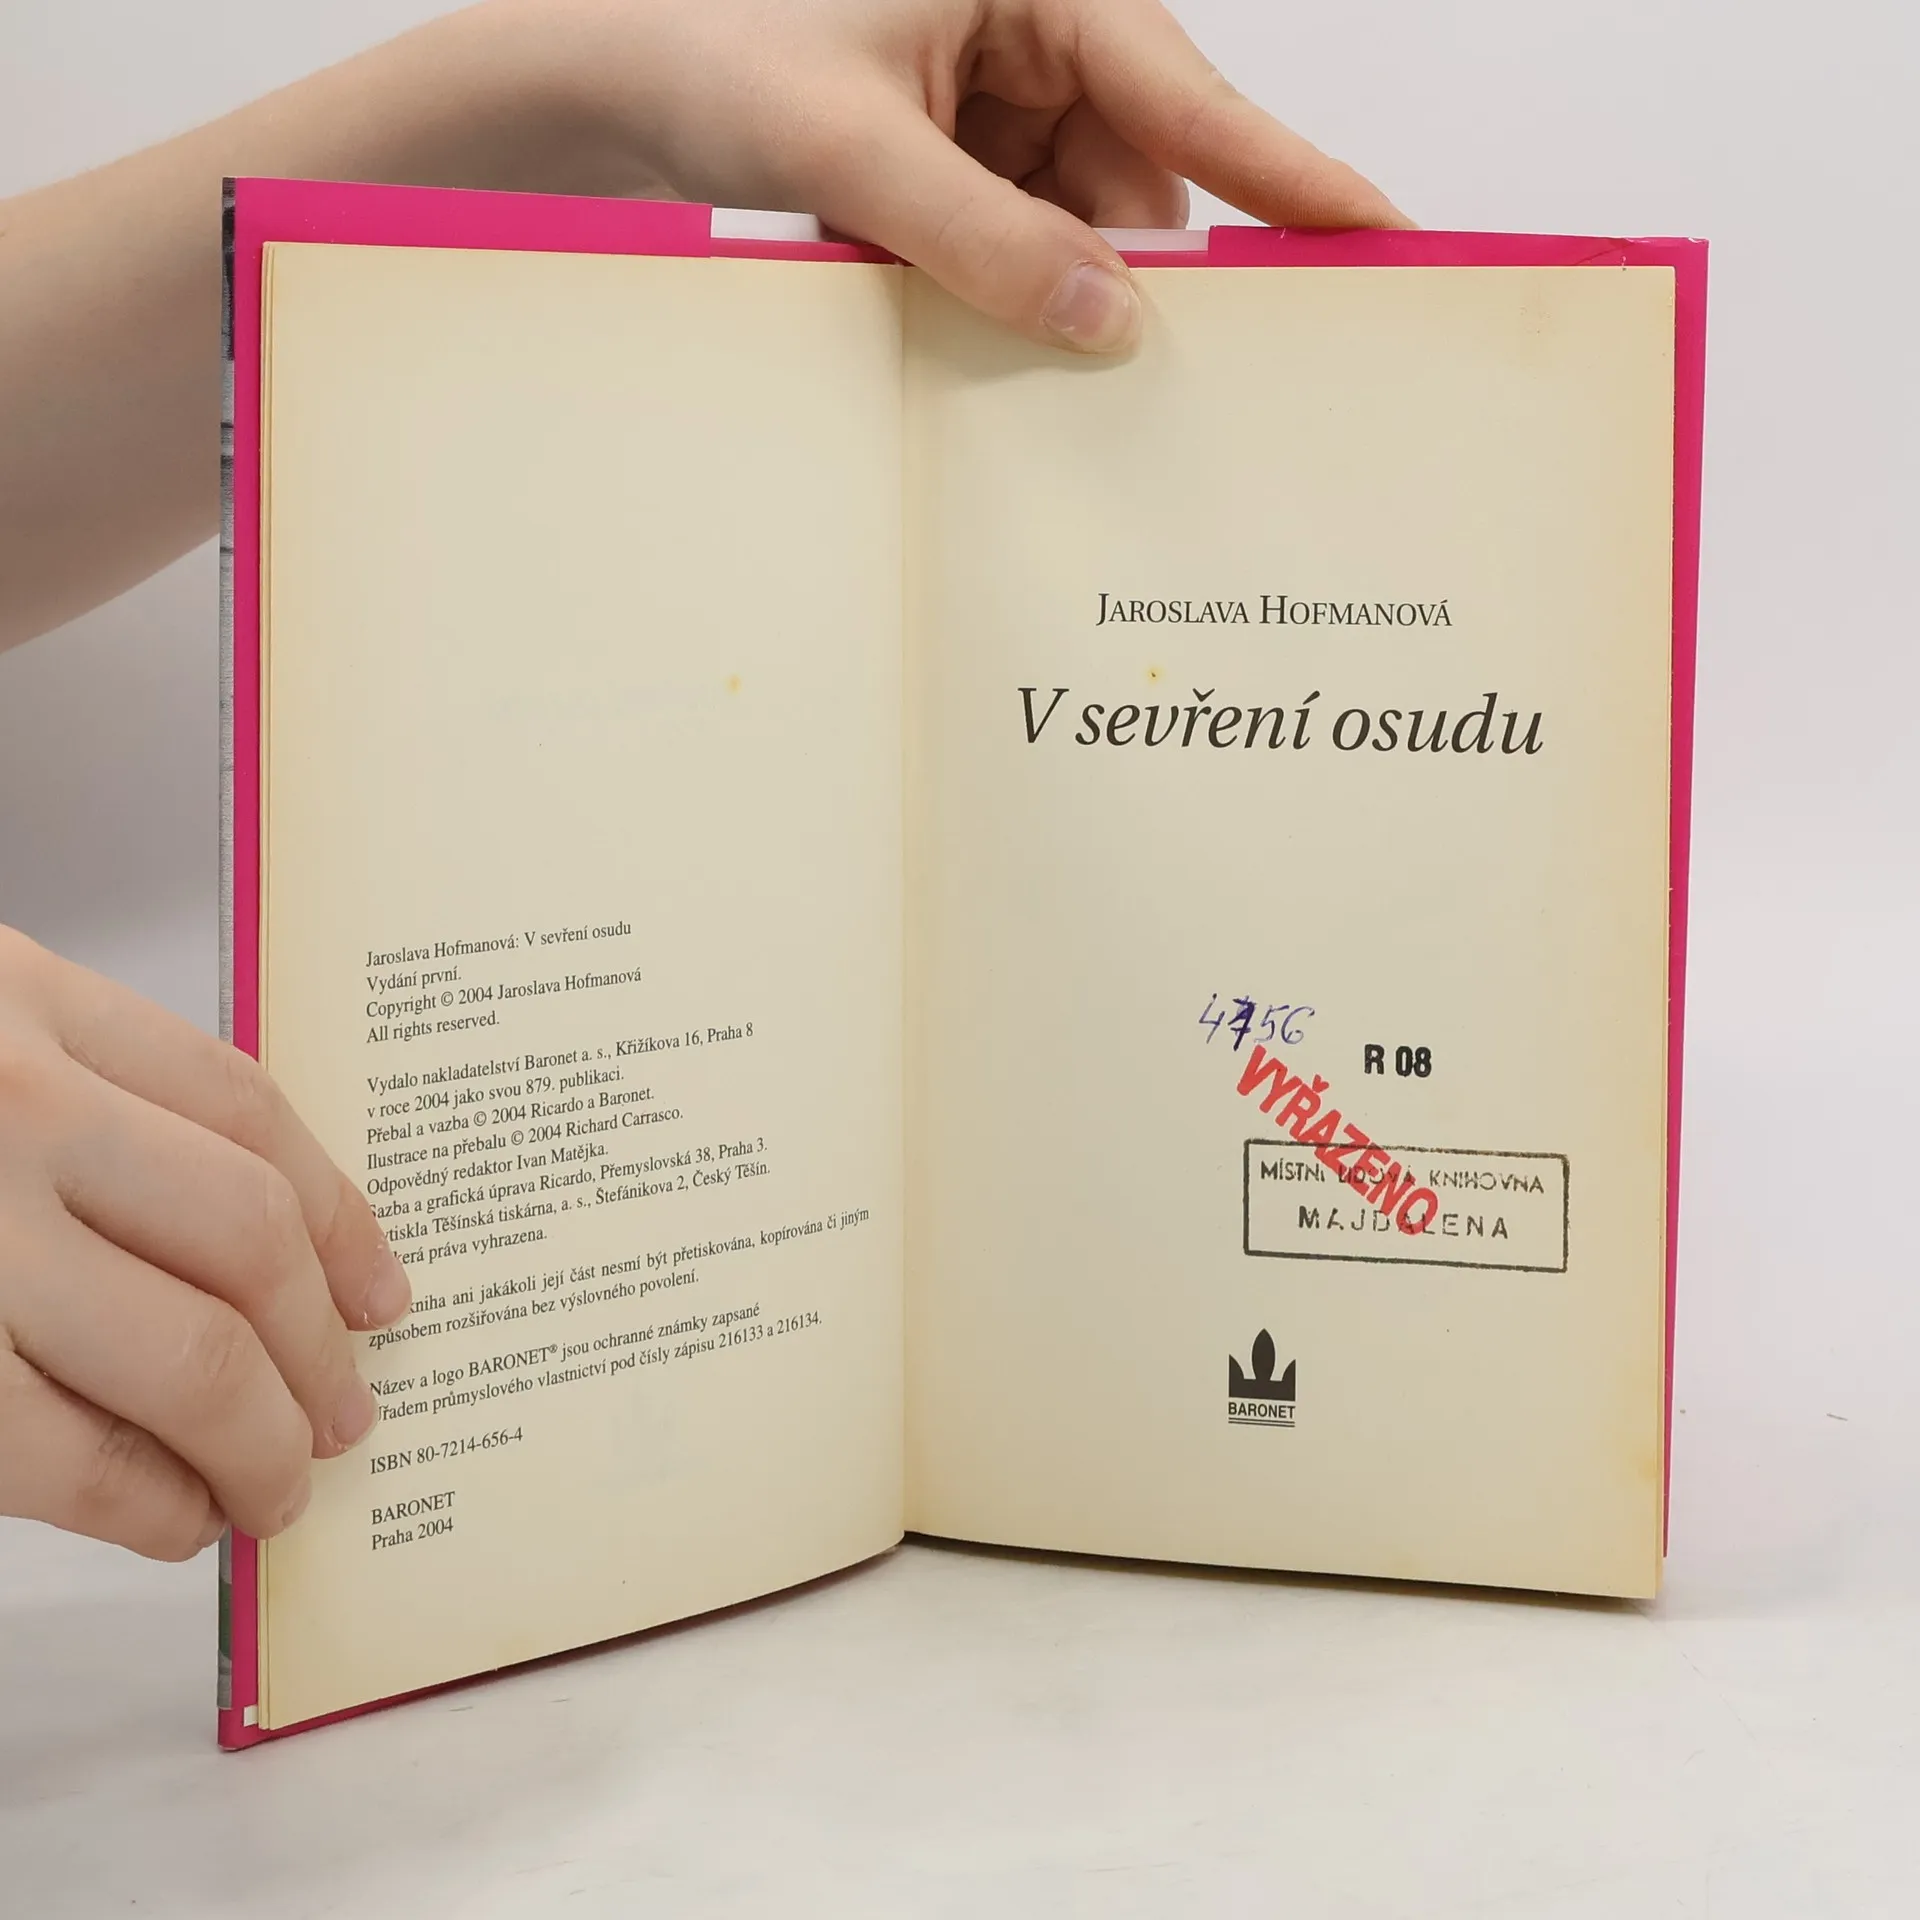 Jaroslava Hofmanová: V sevření osudu
Vydání první.
Copyright © 2004 Jaroslava Hofmanová
All rights reserved.
Vydalo nakladatelství Baronet a. s., Křižíkova 16, Praha 8
v roce 2004 jako svou 879. publikaci.
Přebal a vazba © 2004 Ricardo a Baronet.
Ilustrace na přebalu © 2004 Richard Carrasco.
Odpovědný redaktor Ivan Matějka.
Sazba a grafická úprava Ricardo, Přemyslovská 38, Praha 3.
Těšínská tiskárna, a. s., Štefánikova 2, Český Těšín.
práva vyhrazena.
kniha ani jakákoli její část nesmí být přetiskována, kopírována či jiným
způsobem rozšiřována bez výslovného povolení.
Název a logo BARONET® jsou ochranné známky zapsané
Úřadem průmyslového vlastnictví pod čísly zápisu 216133 a 216134.
ISBN 80-7214-656-4
BARONET
Praha 2004
JAROSLAVA HOFMANOVÁ
V sevření osudu
4756
R 08
VYŘAZENO
MÍSTNÍ LIDOVÁ KNIHOVNA
MAJDALENA
BARONET